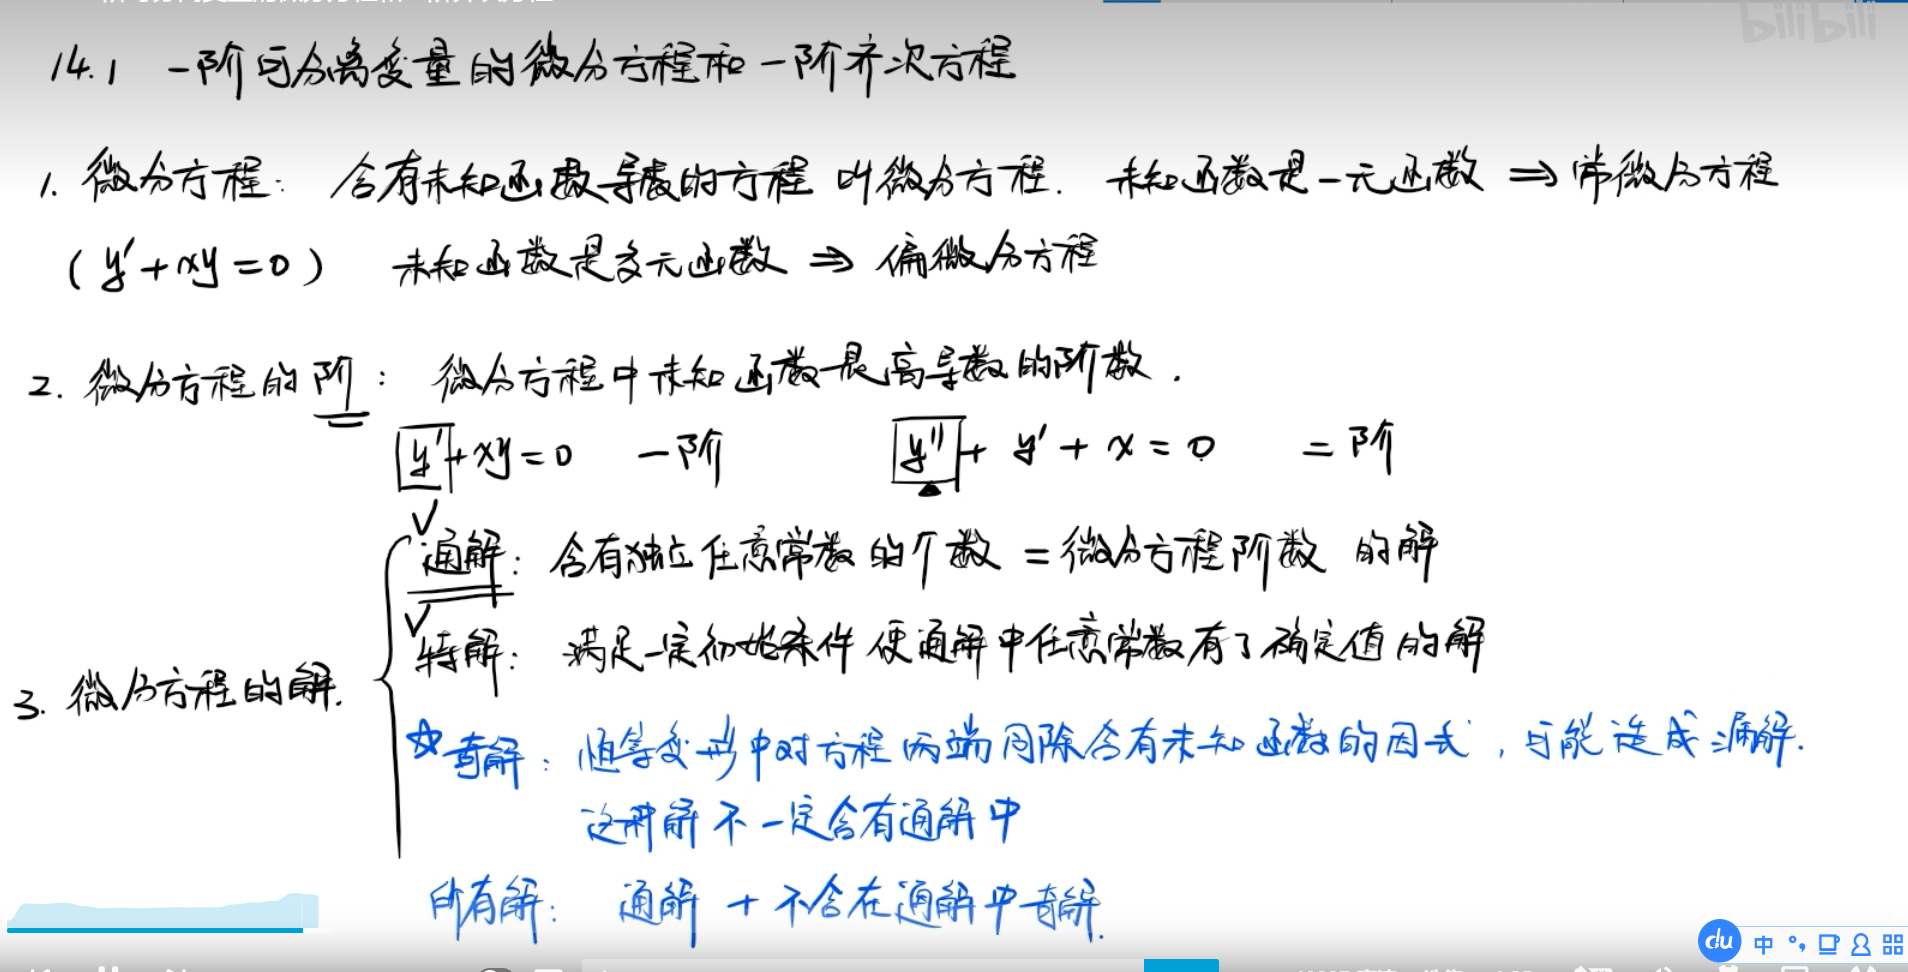 bilibili
14.1 一阶可分离变量的微分方程和一阶齐次方程
1. 微分方程: 含有未知函数导数的方程 叫微分方程. 未知函数是一元函数 ⇒ 常微分方程
( y′+xy=0 ) 未知函数是多元函数 ⇒ 偏微分方程
2. 微分方程的阶: 微分方程中未知函数最高导数的阶数.
y′+xy=0 一阶 y″+ y′+ x = 0 二阶
通解: 含有独立任意常数的个数 = 微分方程阶数 的解
特解: 满足一定初始条件 使通解中任意常数有了确定值的解
3. 微分方程的解.
☆奇解: 恒等变形中对方程两端同除含有未知函数的因式, 可能造成漏解.
这种解不一定含有通解中
所有解: 通解 + 不含在通解中奇解.
du 中